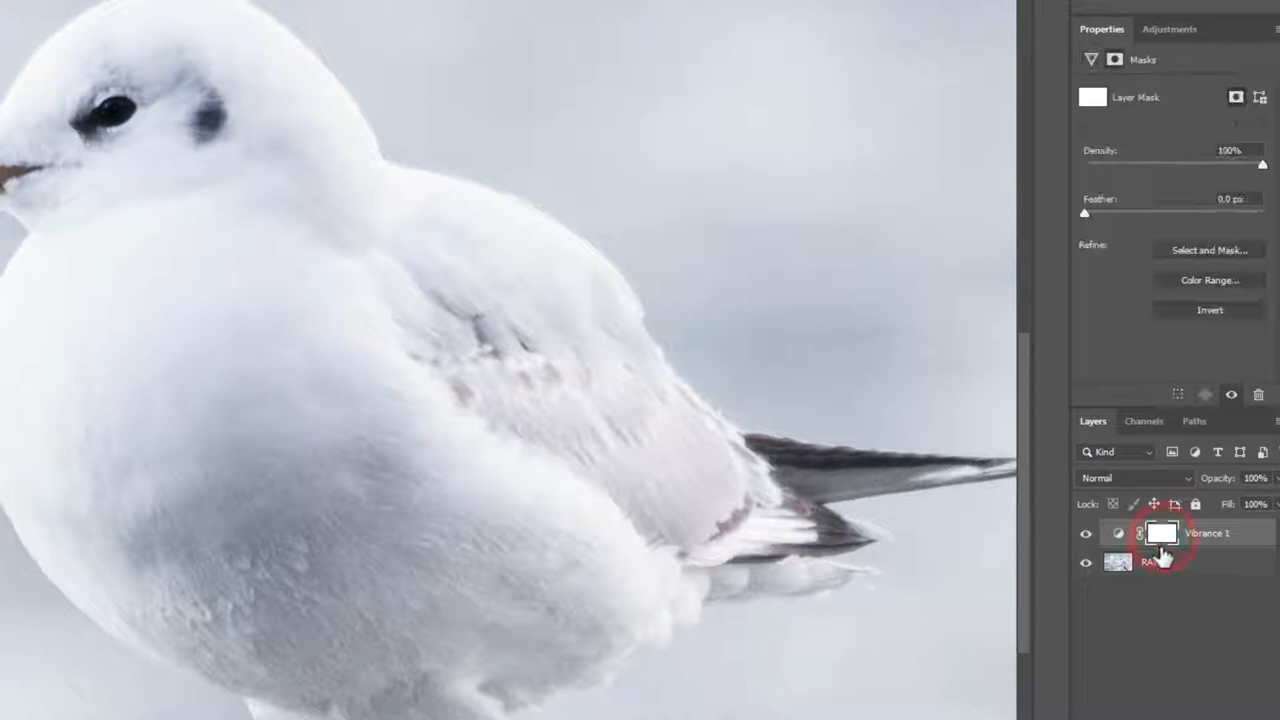 Properties Adjustments
Masks
Layer Mask
Density: 100%
Feather: 0.0 px
Refine: Select and Mask...
Color Range...
Invert
Layers Channels Paths
Kind
Normal Opacity: 100%
Lock: Fill: 100%
Vibrance 1